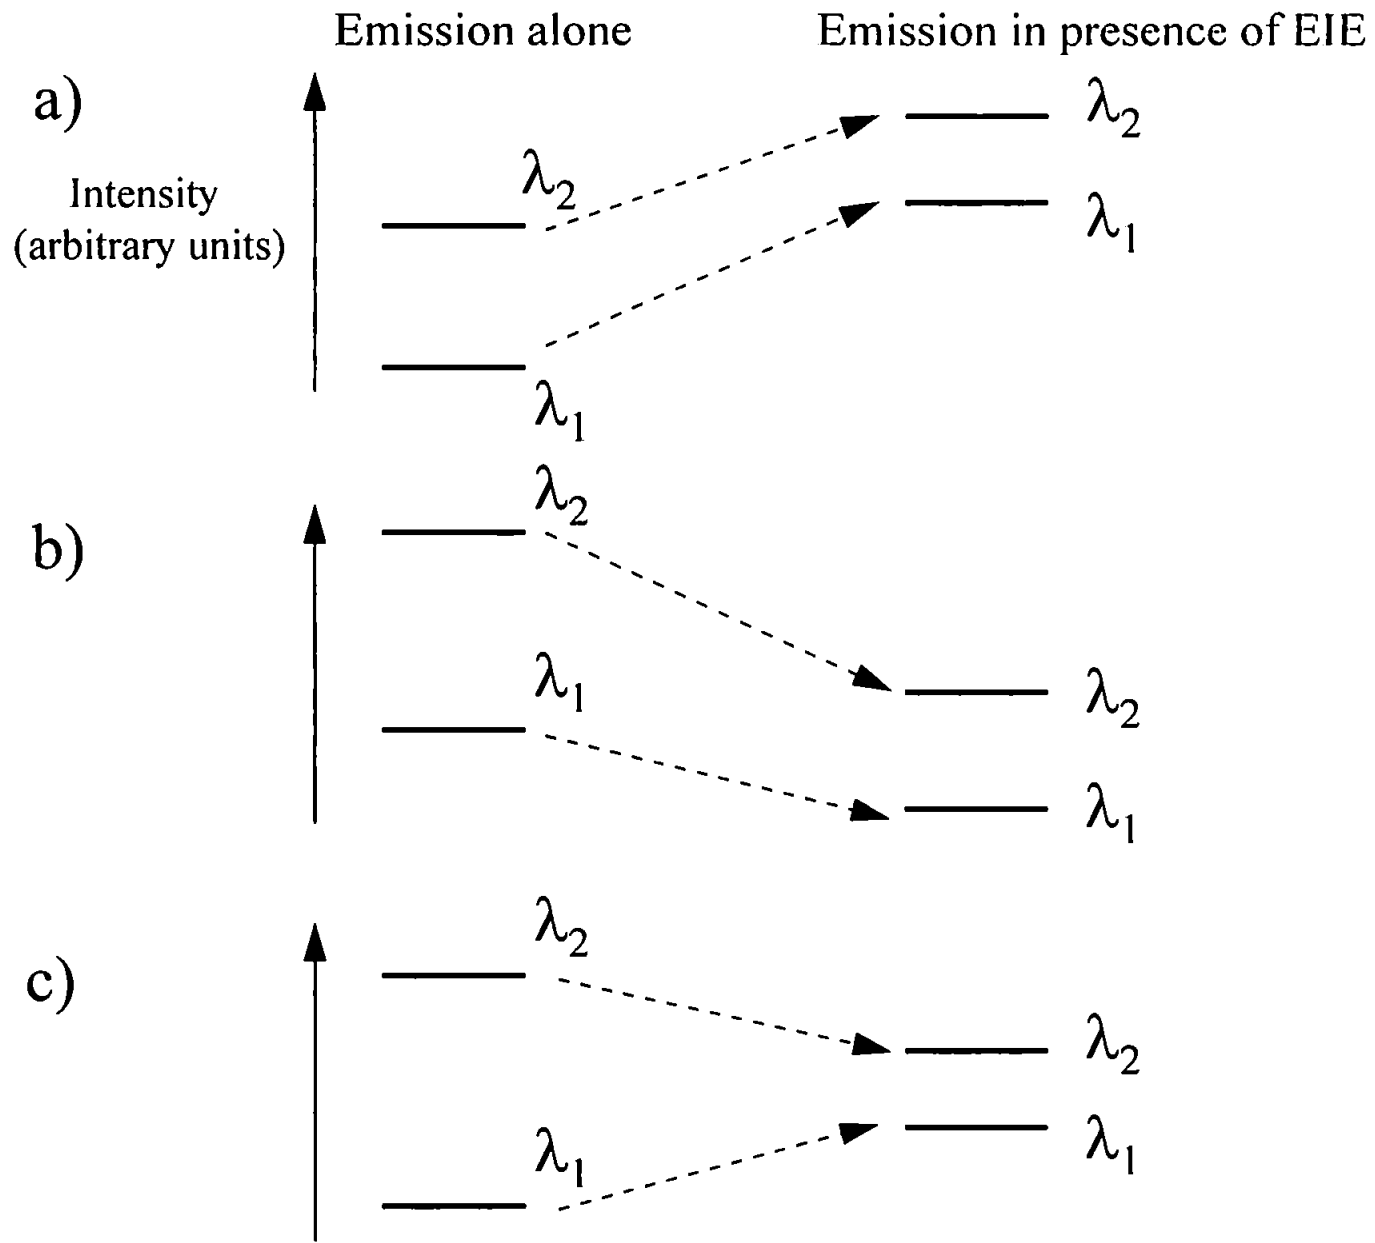 Emission alone
Emission in presence of EIE
a)
Intensity
(arbitrary units)
λ2
λ1
λ2
λ1
b)
λ2
λ1
λ2
λ1
c)
λ2
λ1
λ2
λ1